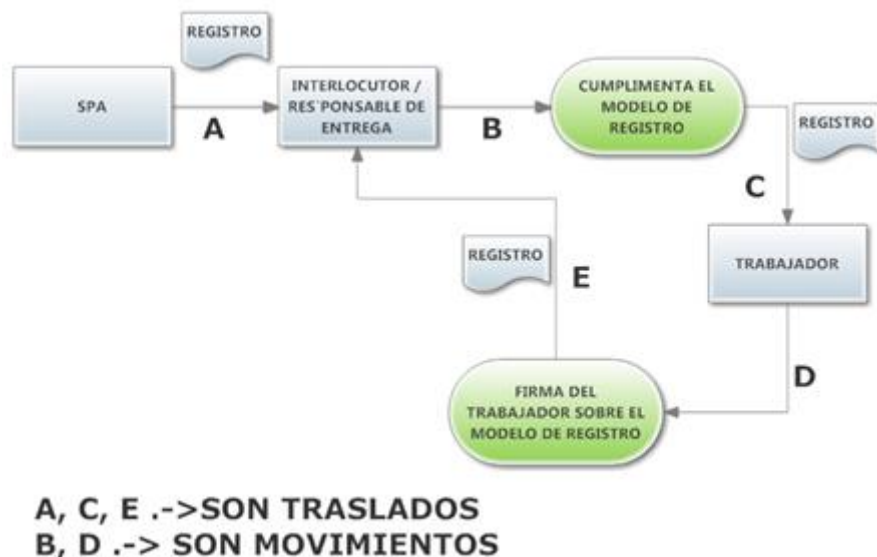 REGISTRO
SPA
INTERLOCUTOR /
RES`PONSABLE DE
ENTREGA
CUMPLIMENTA EL
MODELO DE
REGISTRO
A
B
REGISTRO
C
TRABAJADOR
REGISTRO
E
D
FIRMA DEL
TRABAJADOR SOBRE EL
MODELO DE REGISTRO
A, C, E .->SON TRASLADOS
B, D .-> SON MOVIMIENTOS